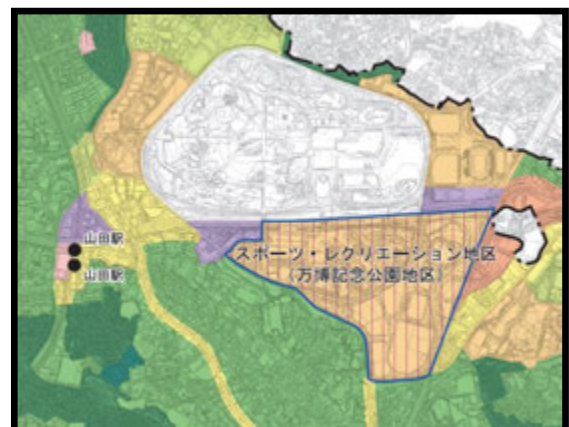 山田駅
山田駅
スポーツ・レクリエーション地区
(万博記念公園地区)